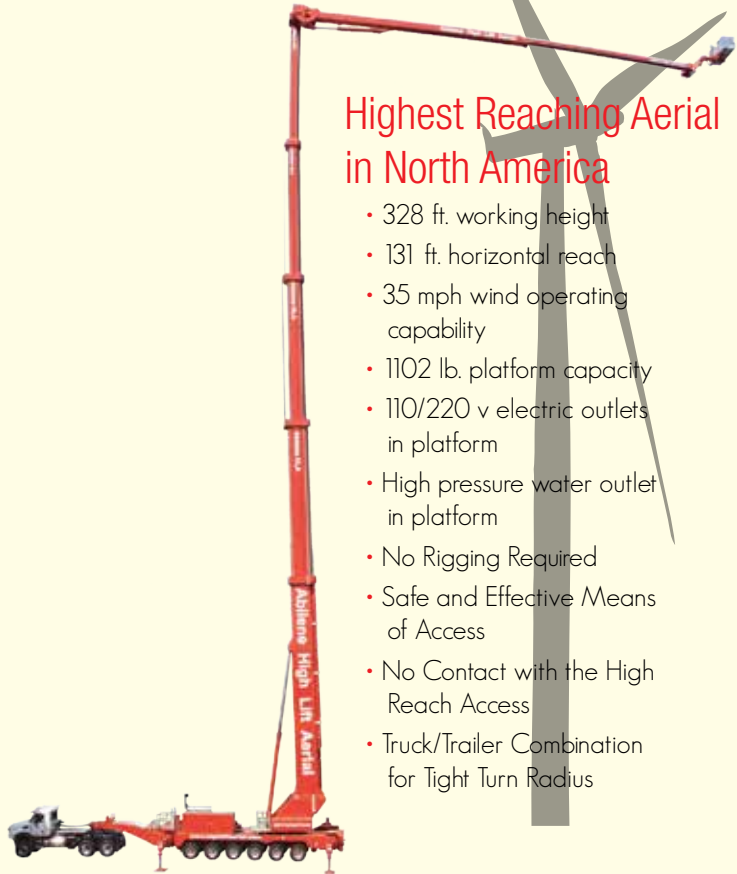 Highest Reaching Aerial
in North America
• 328 ft. working height
• 131 ft. horizontal reach
• 35 mph wind operating
capability
• 1102 lb. platform capacity
• 110/220 v electric outlets
in platform
• High pressure water outlet
in platform
• No Rigging Required
• Safe and Effective Means
of Access
• No Contact with the High
Reach Access
• Truck/Trailer Combination
for Tight Turn Radius
Abilene High Lift Aerial